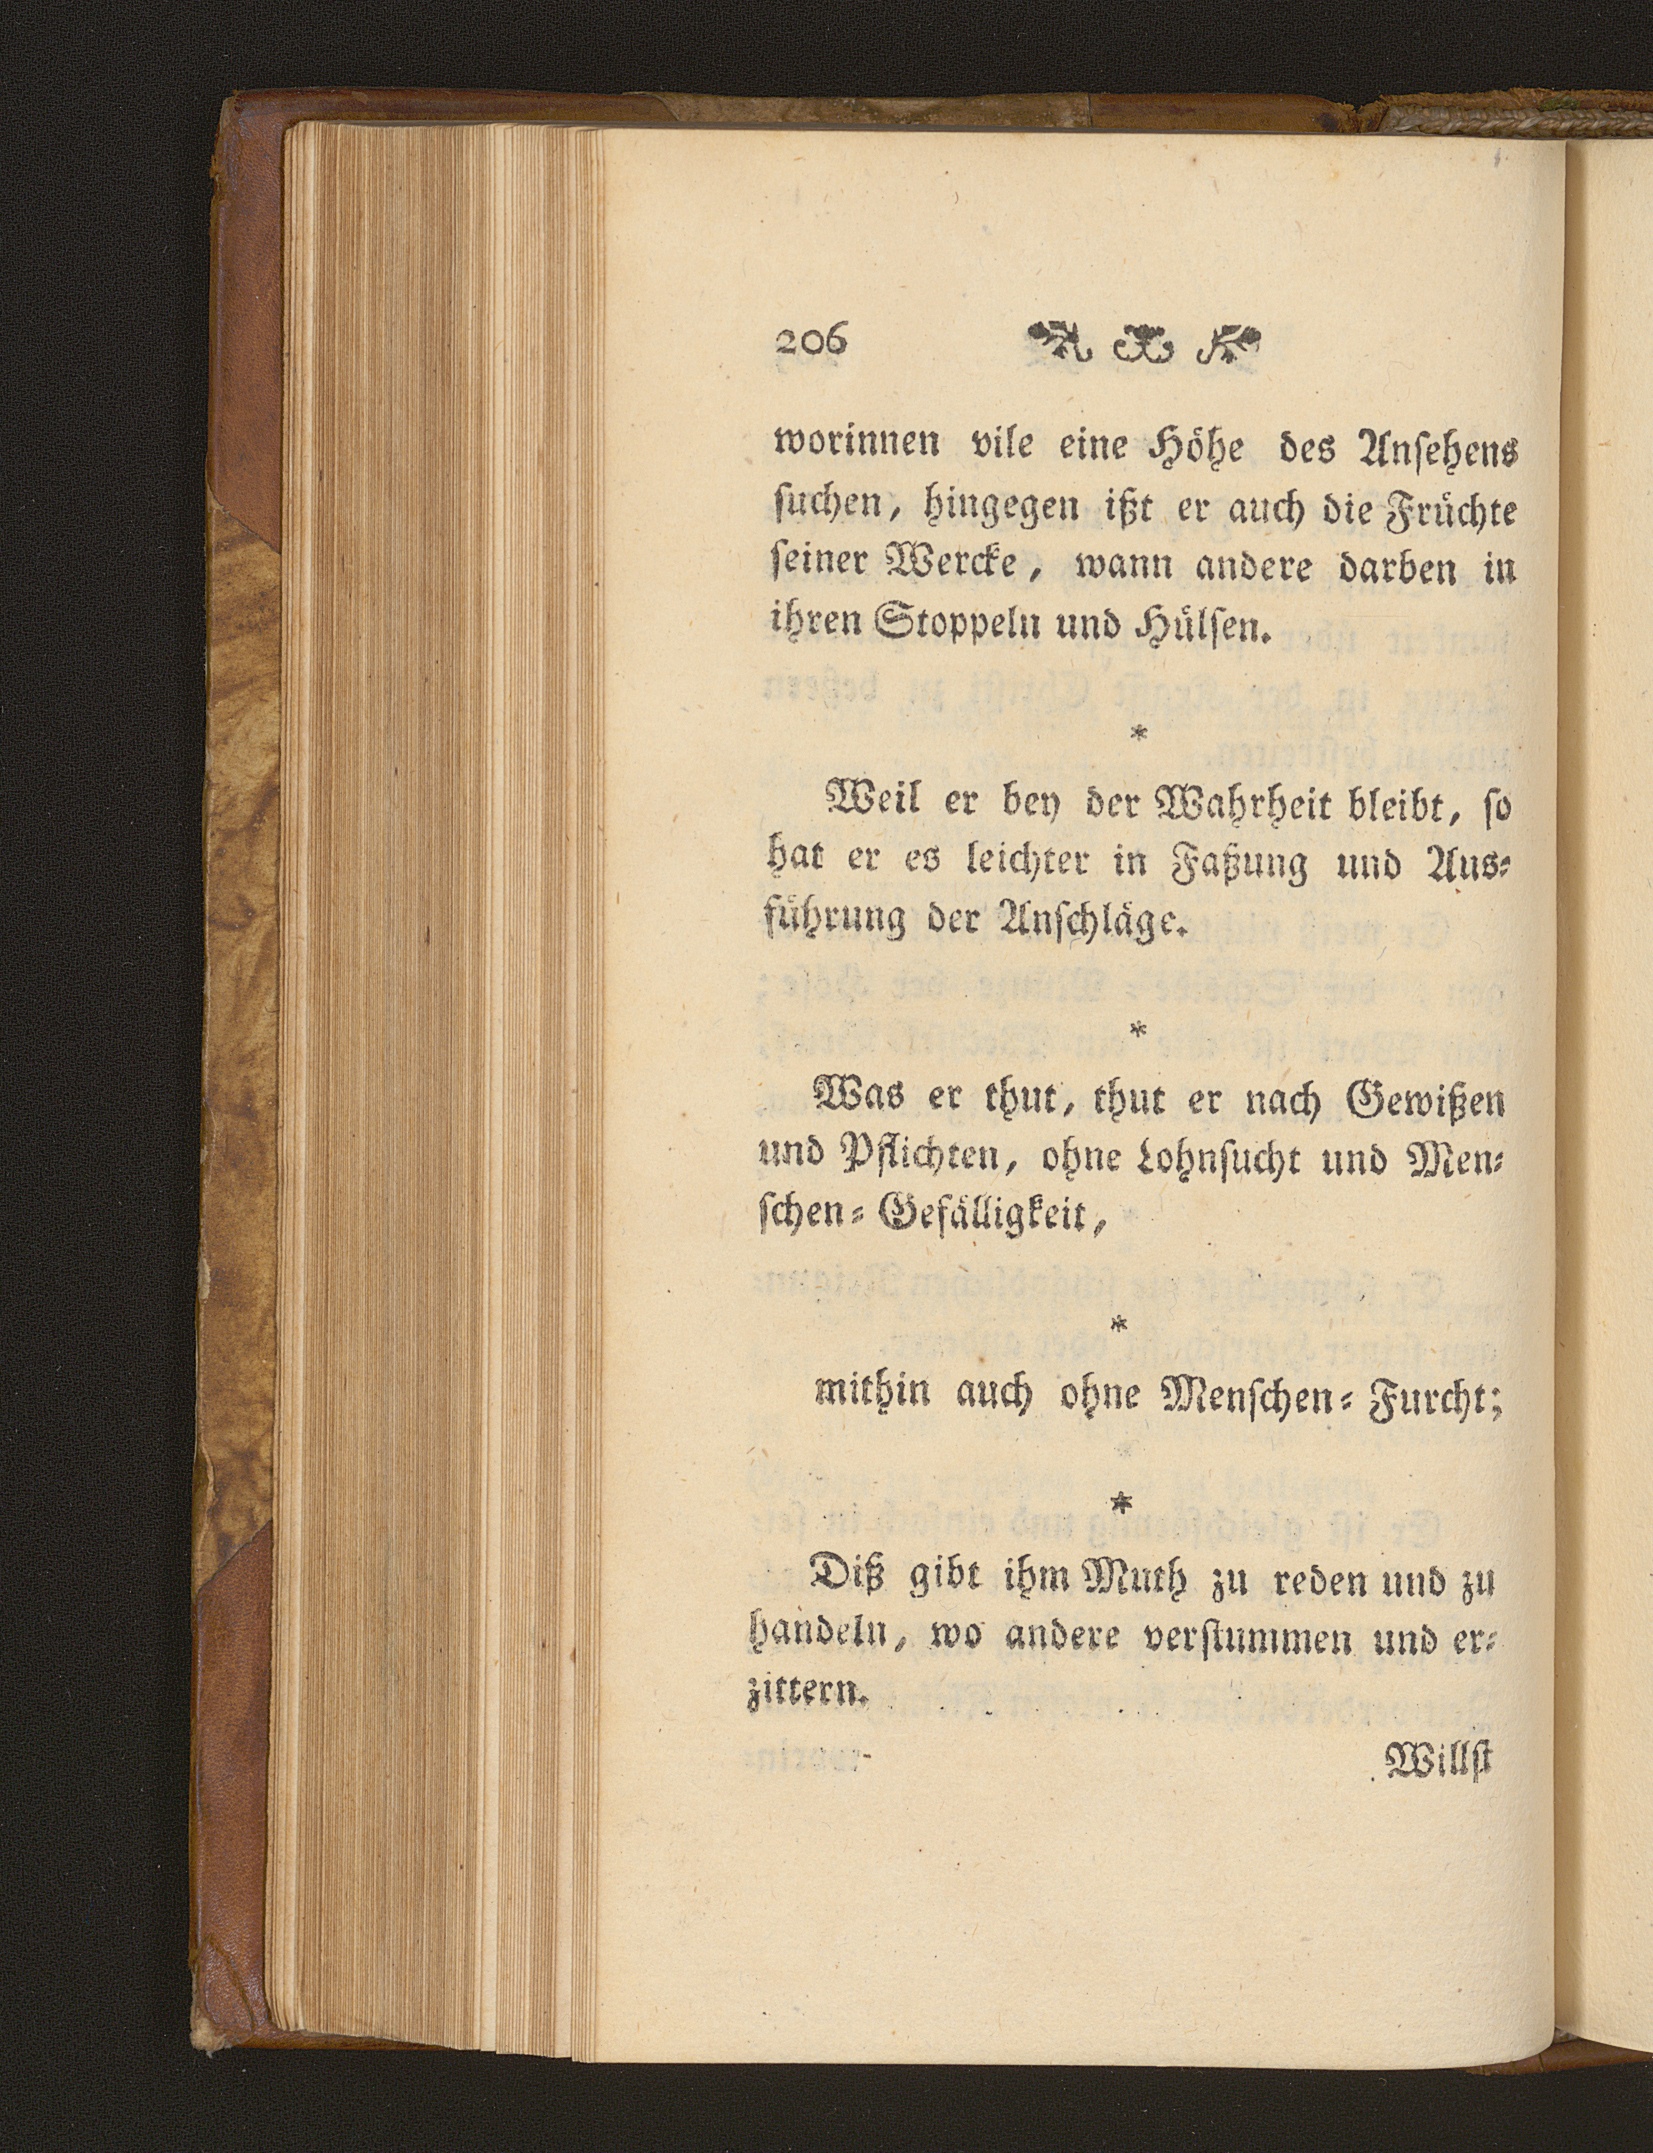 206
worinnen vile eine Höhe des Anſehens
ſuchen, hingegen ißt er auch die Früchte
ſeiner Wercke, wann andere darben in
ihren Stoppeln und Hülſen.
*
Weil er bey der Wahrheit bleibt, ſo
hat er es leichter in Faßung und Aus⸗
führung der Anſchläge.
*
Was er thut, thut er nach Gewißen
und Pflichten, ohne Lohnſucht und Men⸗
ſchen⸗Gefälligkeit,
*
mithin auch ohne Menſchen⸗Furcht;
*
Diß gibt ihm Muth zu reden und zu
handeln, wo andere verſtummen und er⸗
zittern.
Willſt